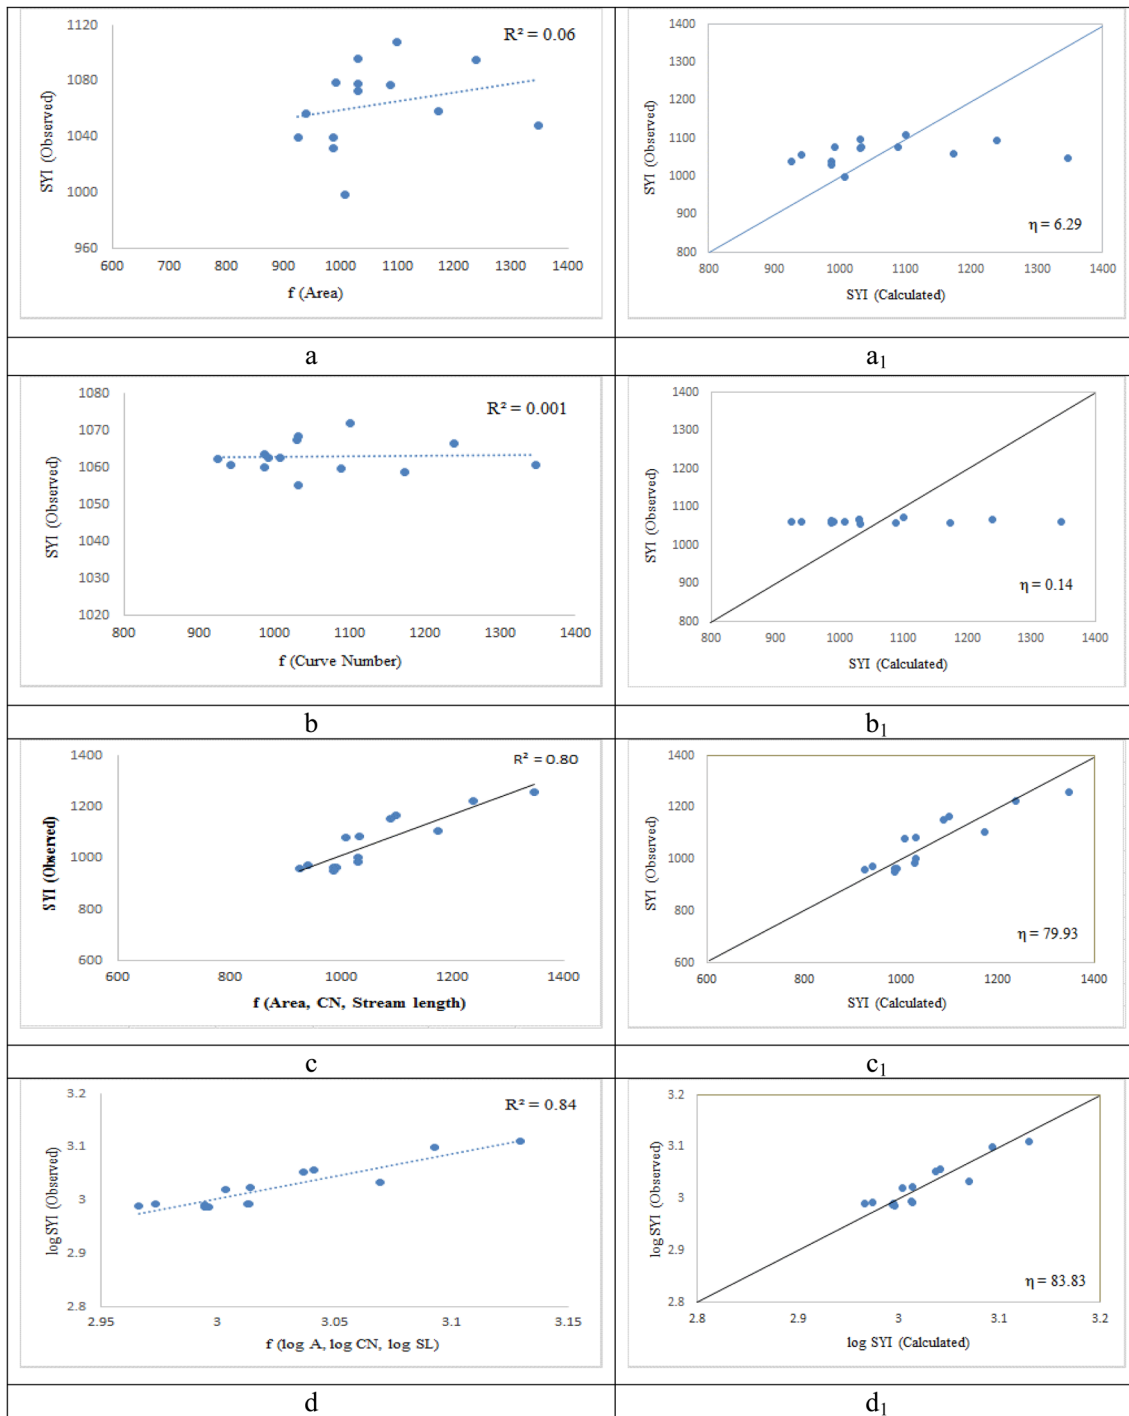 1120
1080
1040
1000
960
SYI (Observed)
R² = 0.06
600 700 800 900 1000 1100 1200 1300 1400
f (Area)
1400
1300
1200
1100
1000
900
800
SYI (Observed)
η = 6.29
800 900 1000 1100 1200 1300 1400
SYI (Calculated)
a
a₁
1080
1070
1060
1050
1040
1030
1020
SYI (Observed)
R² = 0.001
800 900 1000 1100 1200 1300 1400
f (Curve Number)
1400
1300
1200
1100
1000
900
800
SYI (Observed)
η = 0.14
800 900 1000 1100 1200 1300 1400
SYI (Calculated)
b
b₁
1400
1200
1000
800
600
SYI (Observed)
R² = 0.80
600 800 1000 1200 1400
f (Area, CN, Stream length)
1400
1200
1000
800
600
SYI (Observed)
η = 79.93
600 800 1000 1200 1400
SYI (Calculated)
c
c₁
3.2
3.1
3
2.9
2.8
log SYI (Observed)
R² = 0.84
2.95 3 3.05 3.1 3.15
f (log A, log CN, log SL)
3.2
3.1
3
2.9
2.8
log SYI (Observed)
η = 83.83
2.8 2.9 3 3.1 3.2
log SYI (Calculated)
d
d₁